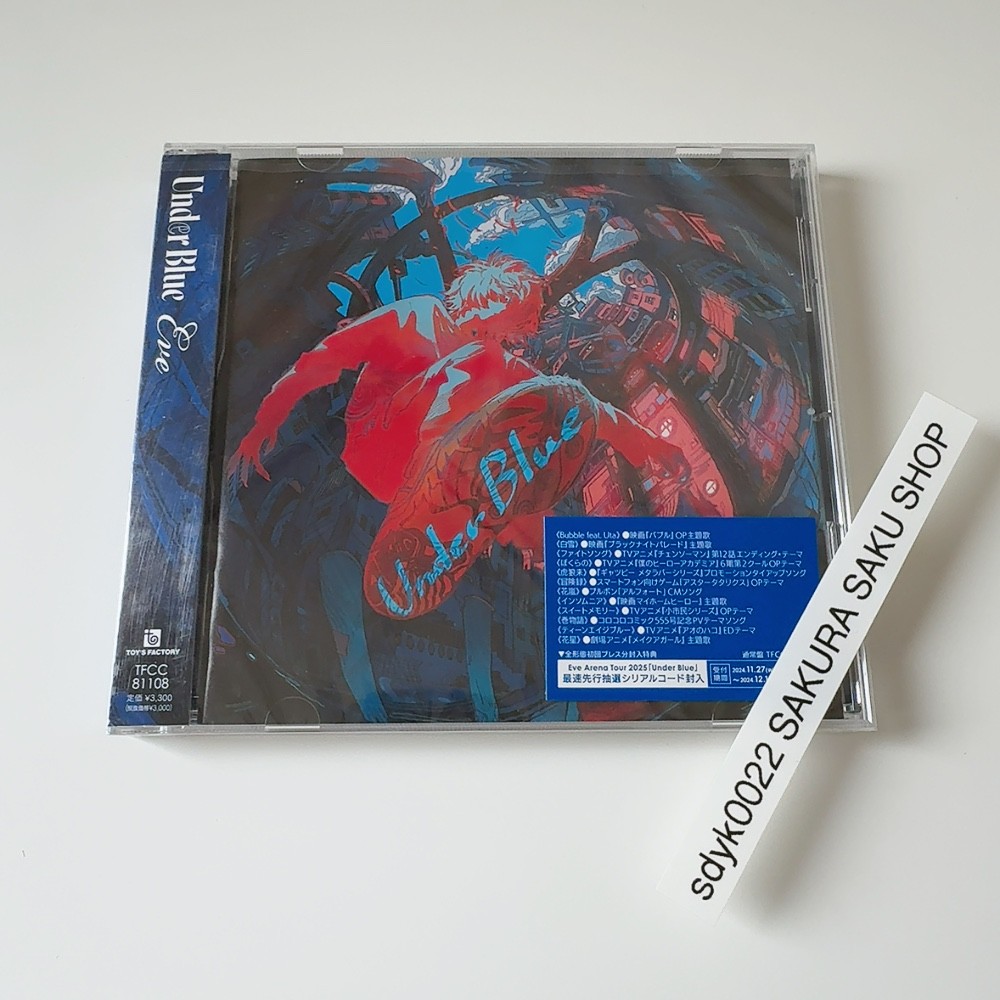 Under Blue Eve
TOY'S FACTORY
TFCC
81108
定価 ¥3,300
(税抜価格¥3,000)
Under Blue
《Bubble feat. Uta》●映画『バブル』OP主題歌
《白雪》●映画『ブラックナイトパレード』主題歌
《ファイトソング》●TVアニメ『チェンソーマン』第12話エンディング・テーマ
《ぼくらの》●TVアニメ『僕のヒーローアカデミア』6期第2クールOPテーマ
《虎狼来》●『ギャツビー メタラバーシリーズ』プロモーションタイアップソング
《冒険録》●スマートフォン向けゲーム『アスタータタリクス』OPテーマ
《花嵐》●ブルボン「アルフォート」CMソング
《インソムニア》●『映画マイホームヒーロー』主題歌
《スイートメモリー》●TVアニメ『小市民シリーズ』OPテーマ
《巻物語》●コロコロコミック555号記念PVテーマソング
《ティーンエイジブルー》●TVアニメ『アオのハコ』EDテーマ
《花星》●劇場アニメ『メイクアガール』主題歌
▼全形態初回プレス分封入特典
通常盤 TFC
Eve Arena Tour 2025「Under Blue」
最速先行抽選シリアルコード封入
受付
期間
2024.11.27
～2024.12.1
sdyk0022 SAKURA SAKU SHOP